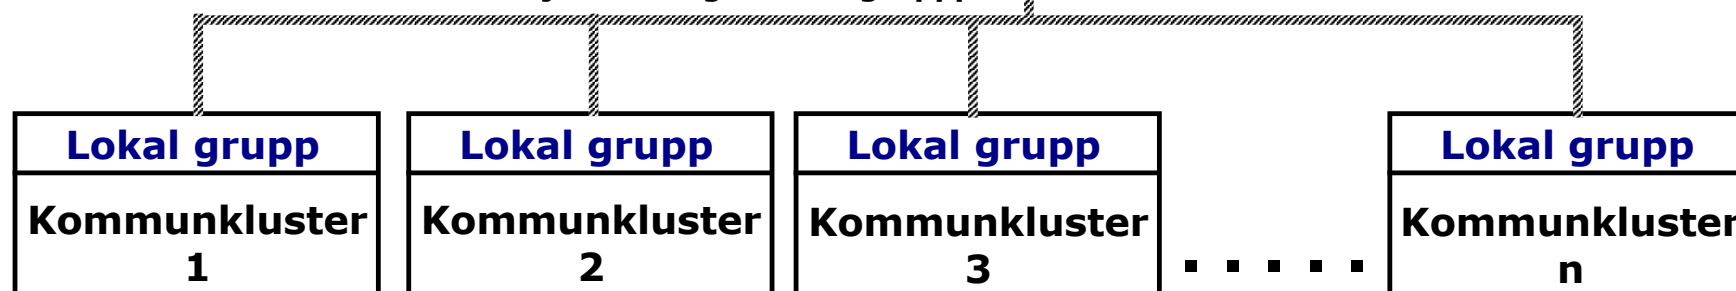 Lokal grupp Lokal grupp Lokal grupp Lokal grupp
Kommunkluster Kommunkluster Kommunkluster Kommunkluster
1 2 3 . . . . . n